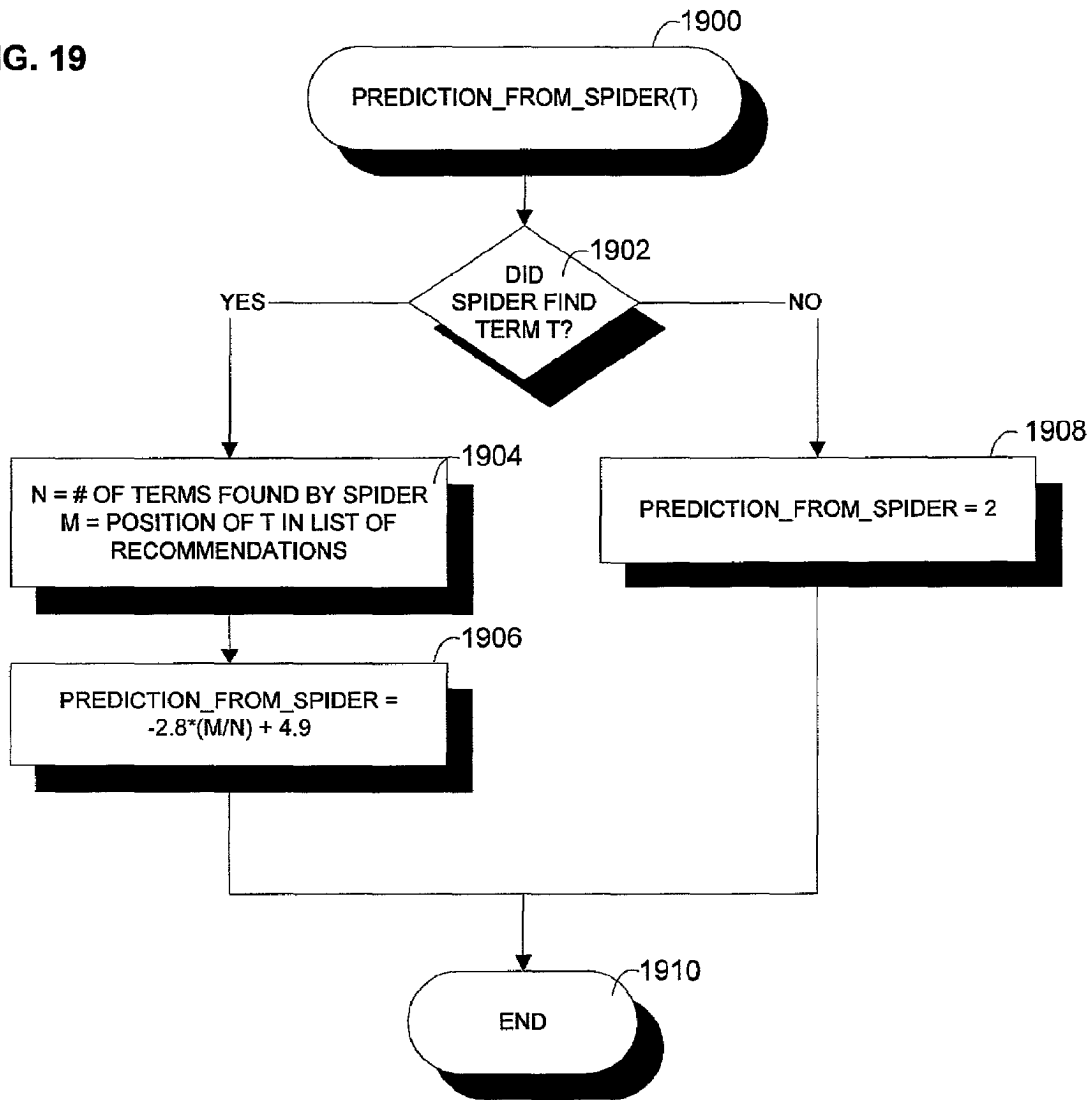 IG. 19
1900
PREDICTION_FROM_SPIDER(T)
1902
DID
SPIDER FIND
TERM T?
YES
NO
1904
N = # OF TERMS FOUND BY SPIDER
M = POSITION OF T IN LIST OF
RECOMMENDATIONS
1908
PREDICTION_FROM_SPIDER = 2
1906
PREDICTION_FROM_SPIDER =
-2.8*(M/N) + 4.9
1910
END